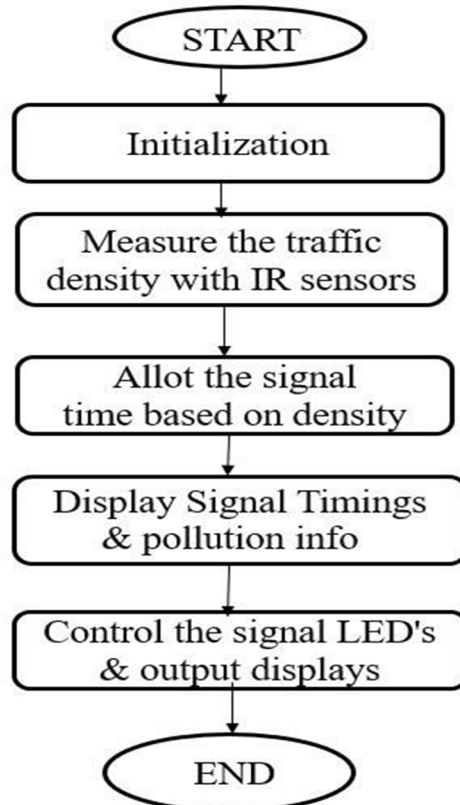 START
Initialization
Measure the traffic
density with IR sensors
Allot the signal
time based on density
Display Signal Timings
& pollution info
Control the signal LED's
& output displays
END